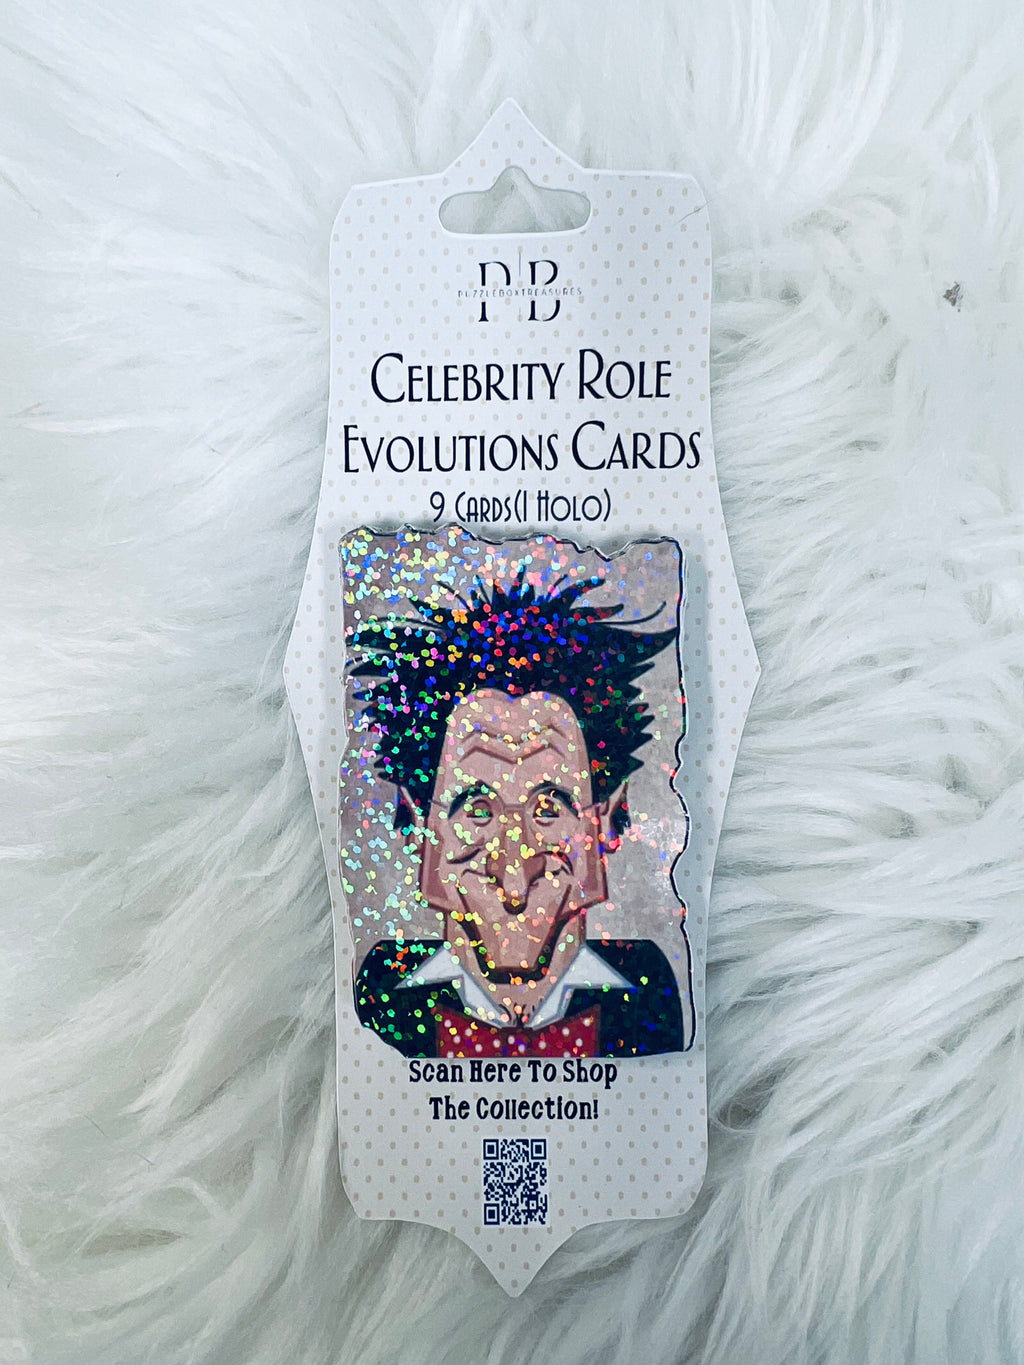 PB
PUZZLEBOXTREASURES
Celebrity Role
Evolutions Cards
9 Cards(1 Holo)
Scan Here To Shop
The Collection!